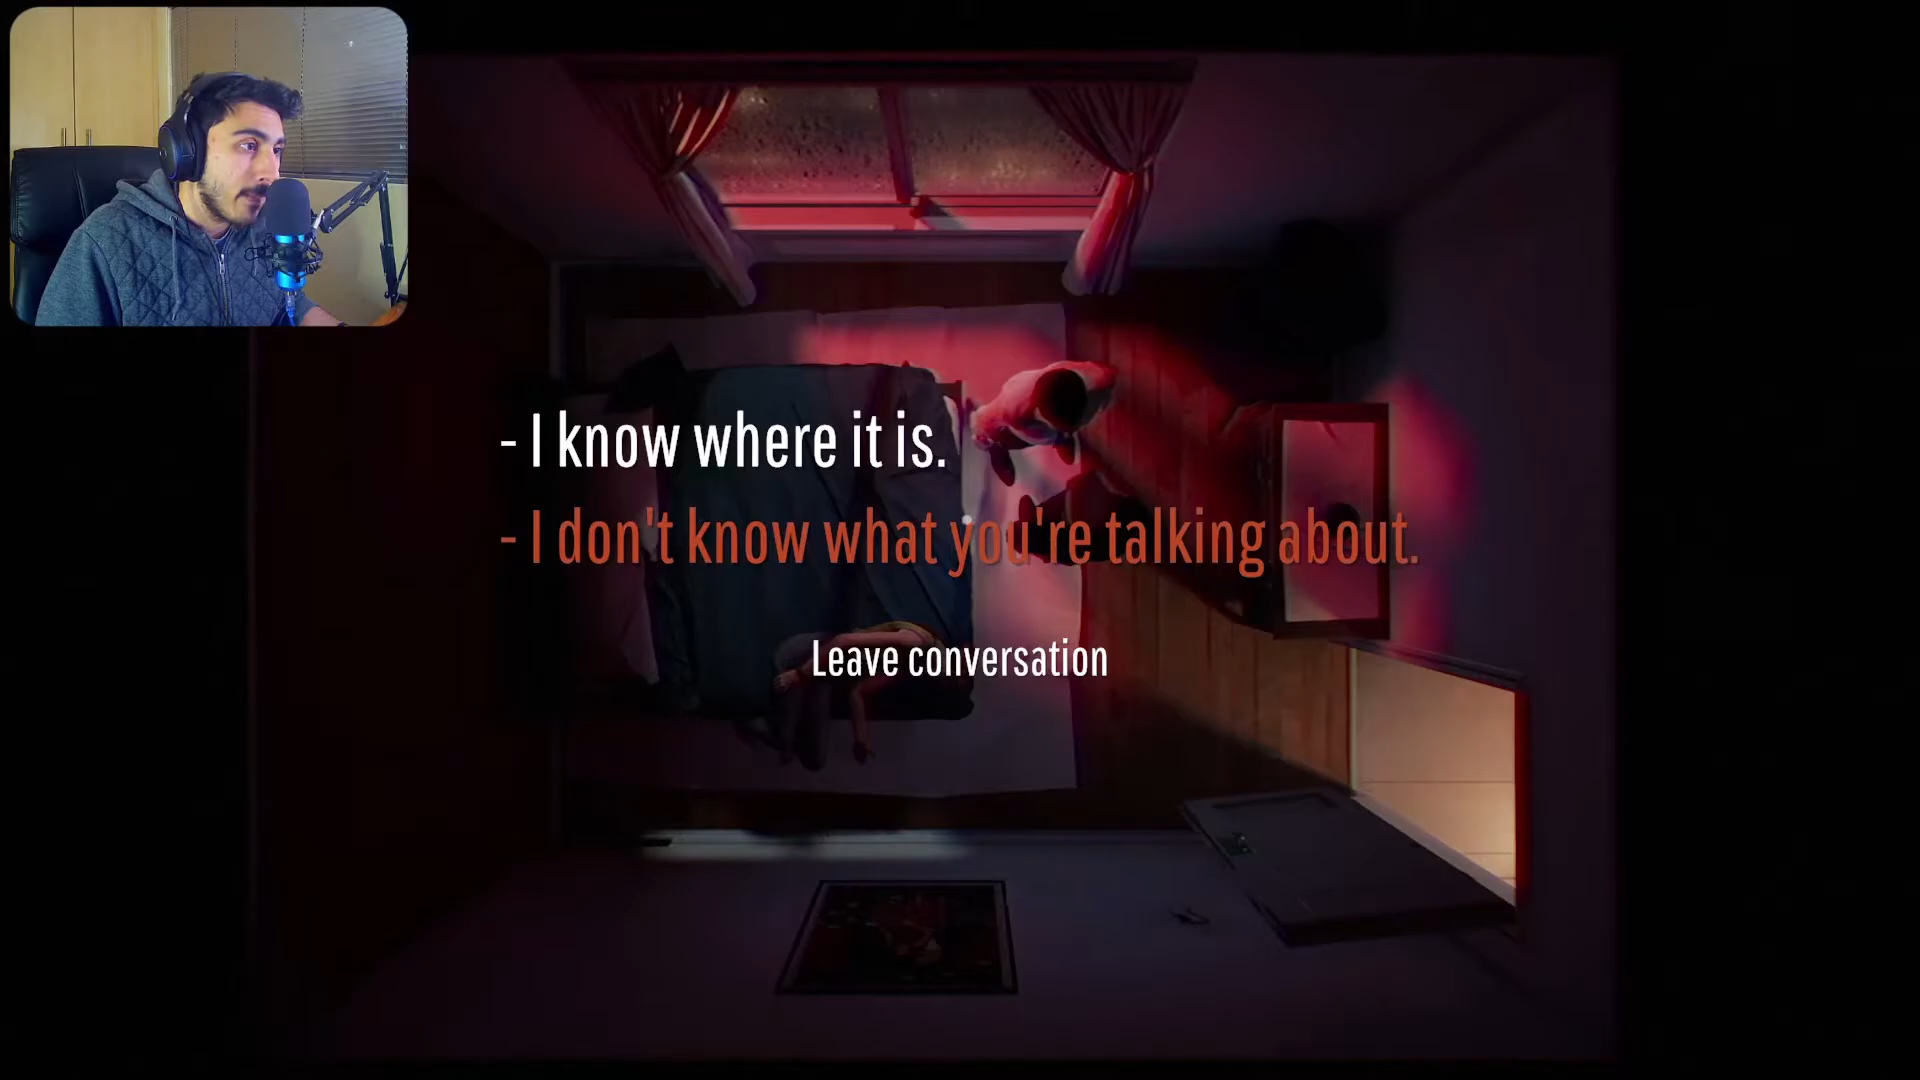 - I know where it is.
- I don't know what you're talking about.
Leave conversation